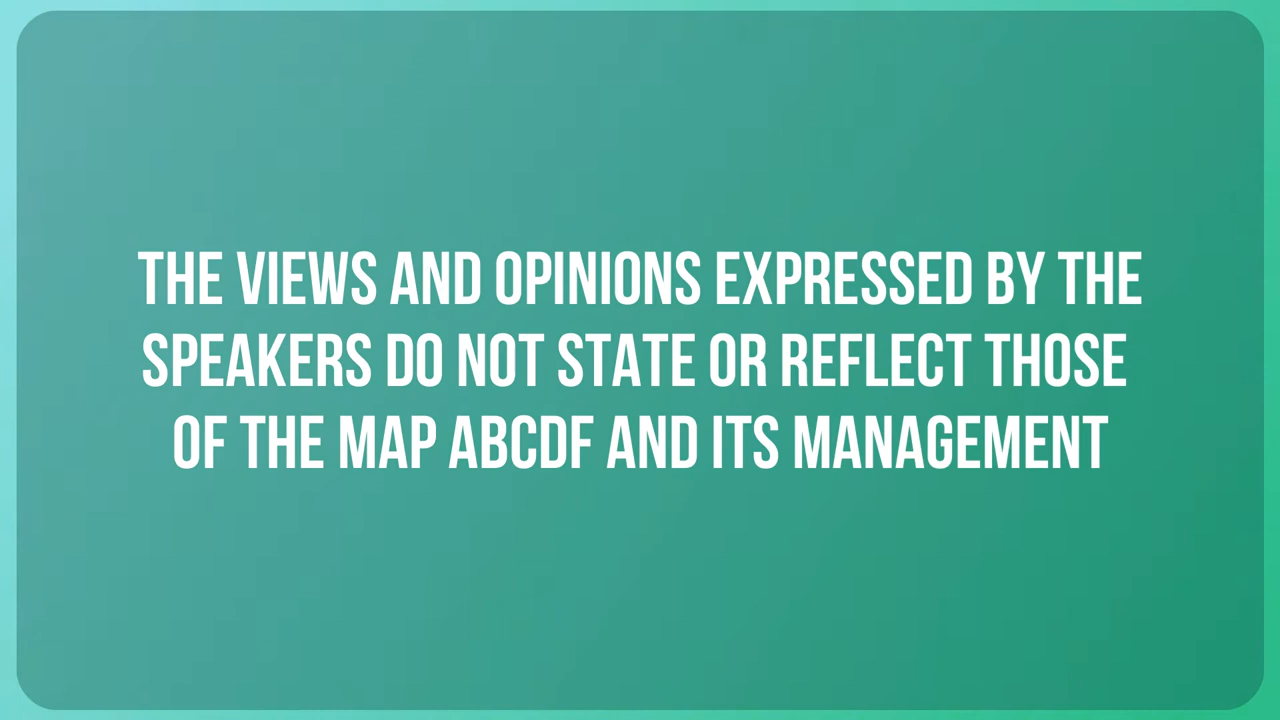 THE VIEWS AND OPINIONS EXPRESSED BY THE
SPEAKERS DO NOT STATE OR REFLECT THOSE
OF THE MAP ABCDF AND ITS MANAGEMENT